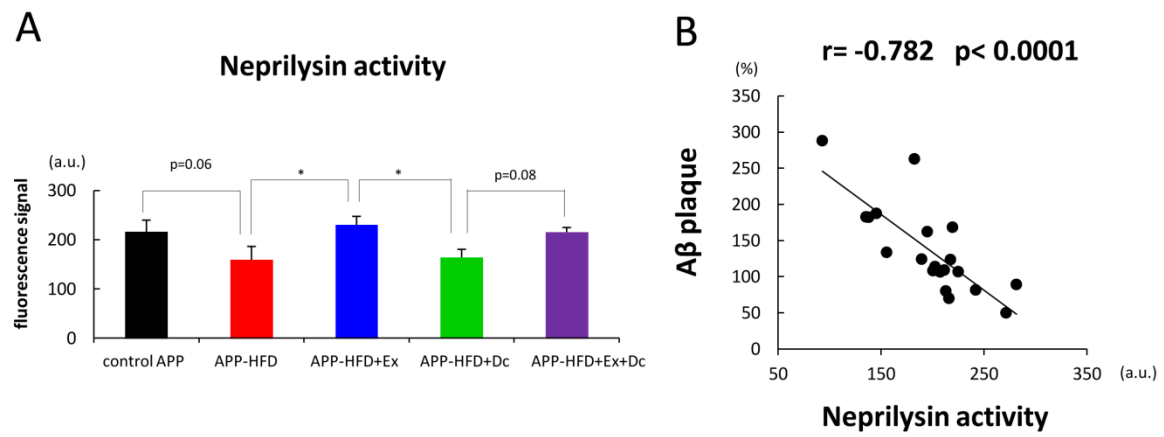 A
Neprilysin activity
(a.u.)
fluorescence signal
300
200
100
0
p=0.06
*
*
p=0.08
control APP
APP-HFD
APP-HFD+Ex
APP-HFD+Dc
APP-HFD+Ex+Dc
B
r= -0.782 p< 0.0001
(%)
Aβ plaque
350
300
250
200
150
100
50
0
50
150
250
350
(a.u.)
Neprilysin activity